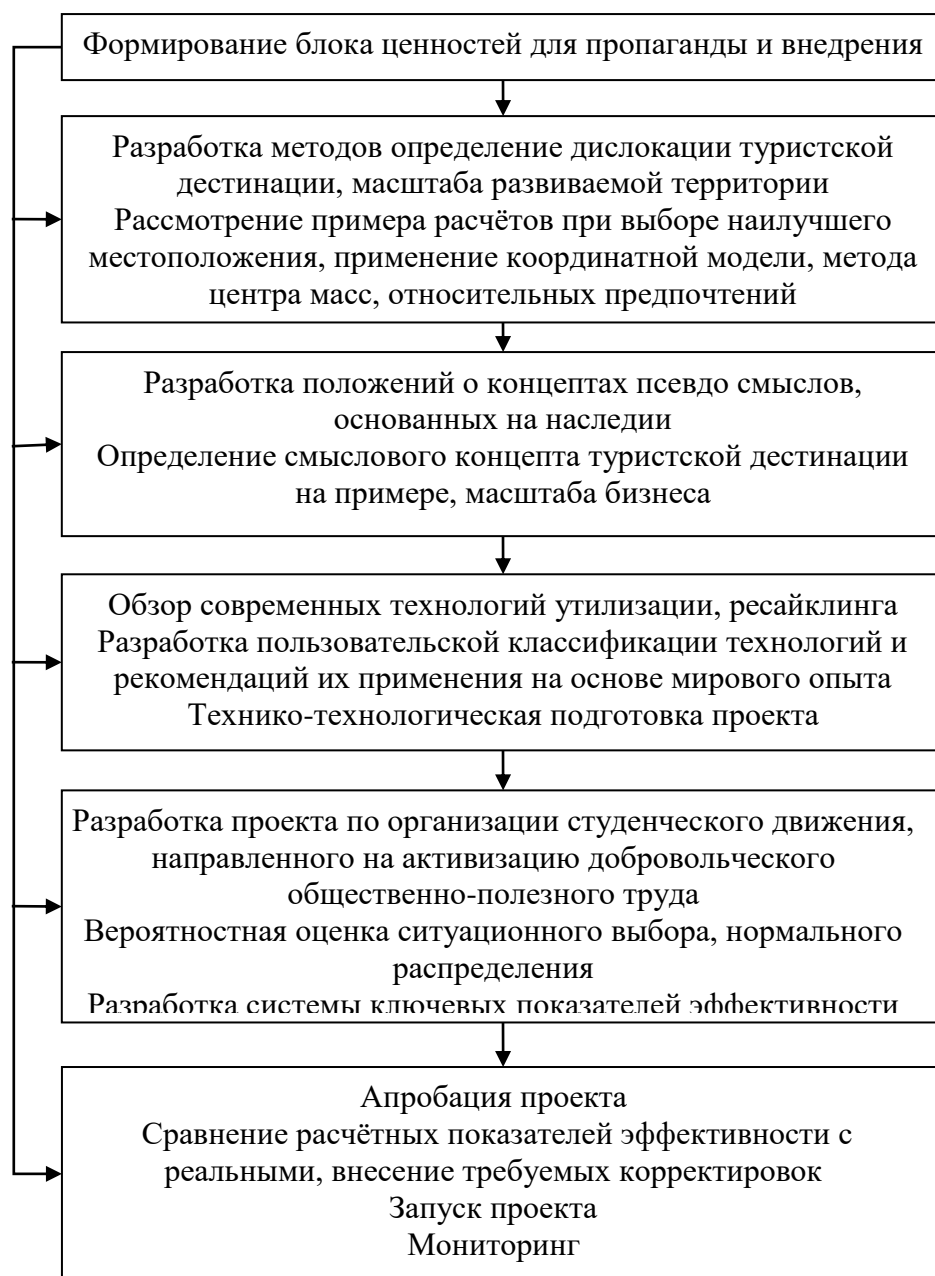 Формирование блока ценностей для пропаганды и внедрения
Разработка методов определение дислокации туристской
дестинации, масштаба развиваемой территории
Рассмотрение примера расчётов при выборе наилучшего
местоположения, применение координатной модели, метода
центра масс, относительных предпочтений
Разработка положений о концептах псевдо смыслов,
основанных на наследии
Определение смыслового концепта туристской дестинации
на примере, масштаба бизнеса
Обзор современных технологий утилизации, ресайклинга
Разработка пользовательской классификации технологий и
рекомендаций их применения на основе мирового опыта
Технико-технологическая подготовка проекта
Разработка проекта по организации студенческого движения,
направленного на активизацию добровольческого
общественно-полезного труда
Вероятностная оценка ситуационного выбора, нормального
распределения
Разработка системы ключевых показателей эффективности
Апробация проекта
Сравнение расчётных показателей эффективности с
реальными, внесение требуемых корректировок
Запуск проекта
Мониторинг